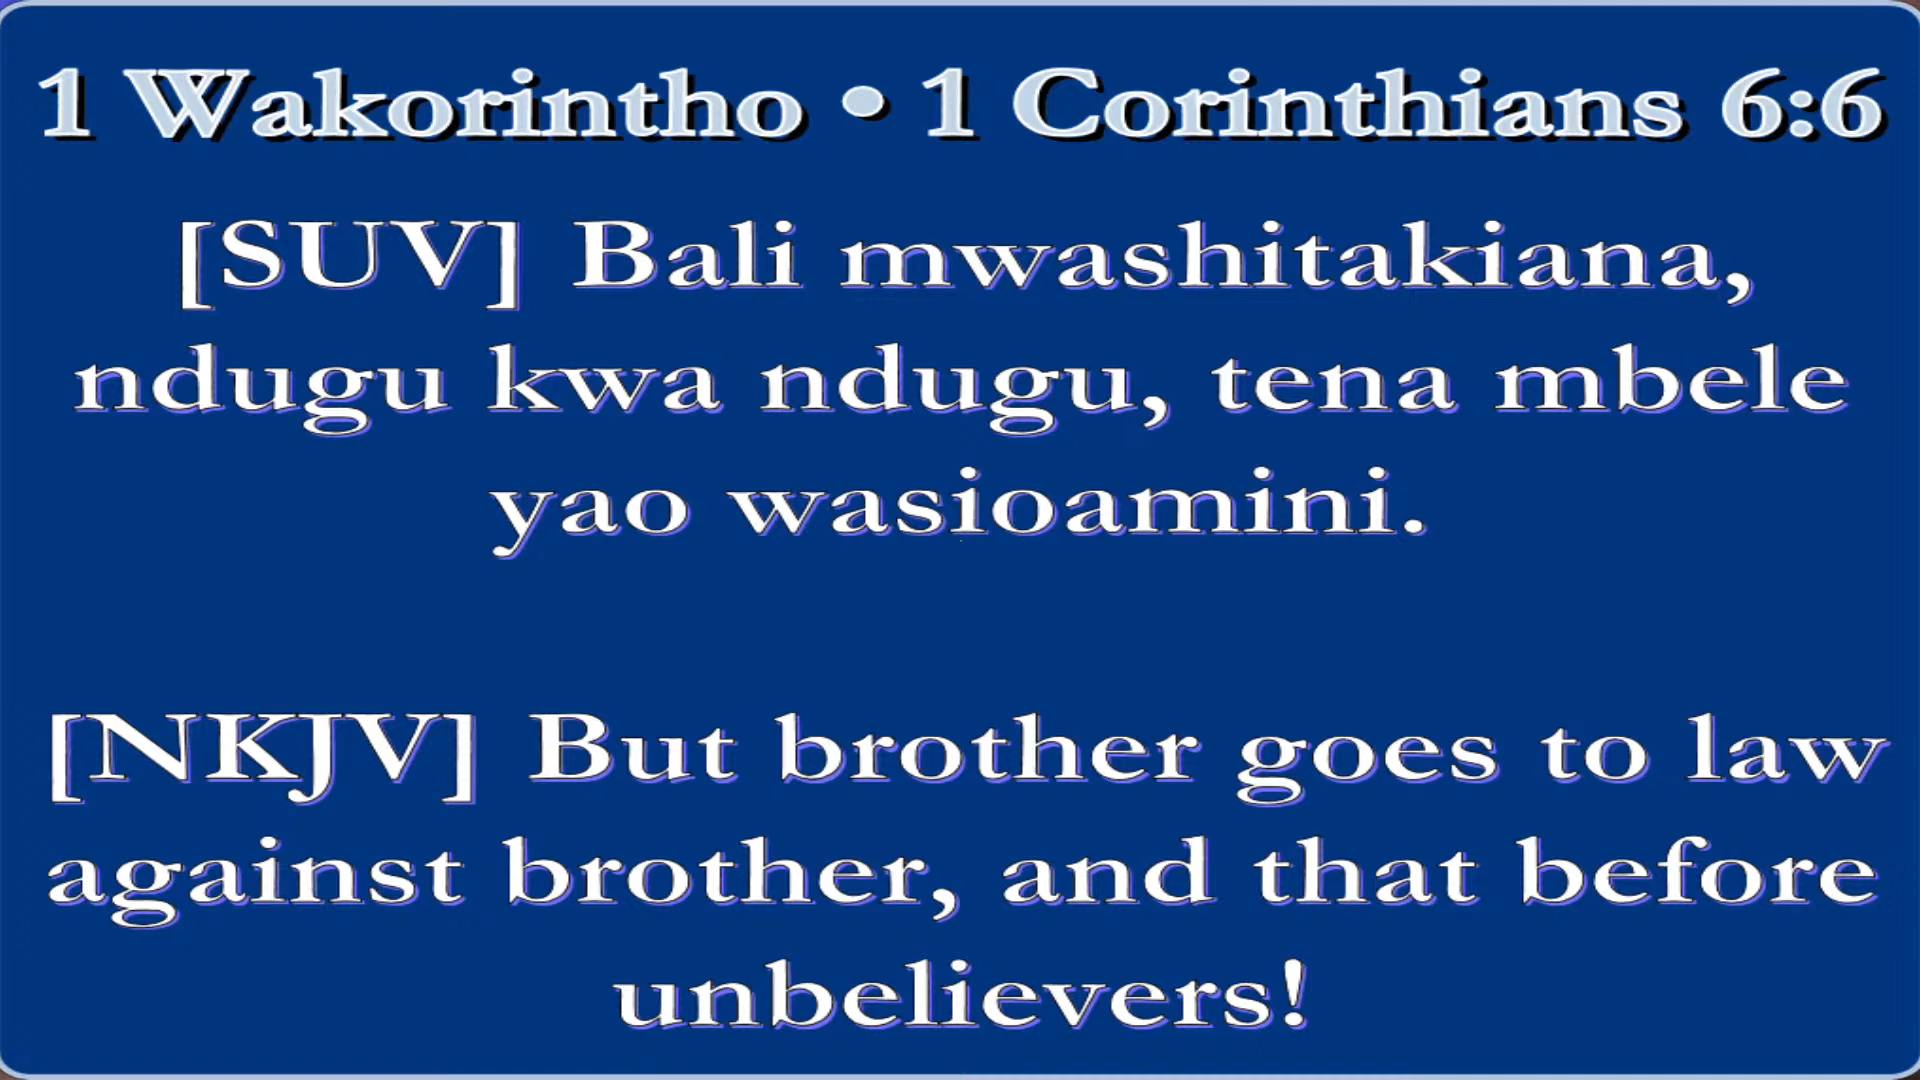 1 Wakorintho • 1 Corinthians 6:6
[SUV] Bali mwashitakiana,
ndugu kwa ndugu, tena mbele
yao wasioamini.
[NKJV] But brother goes to law
against brother, and that before
unbelievers!